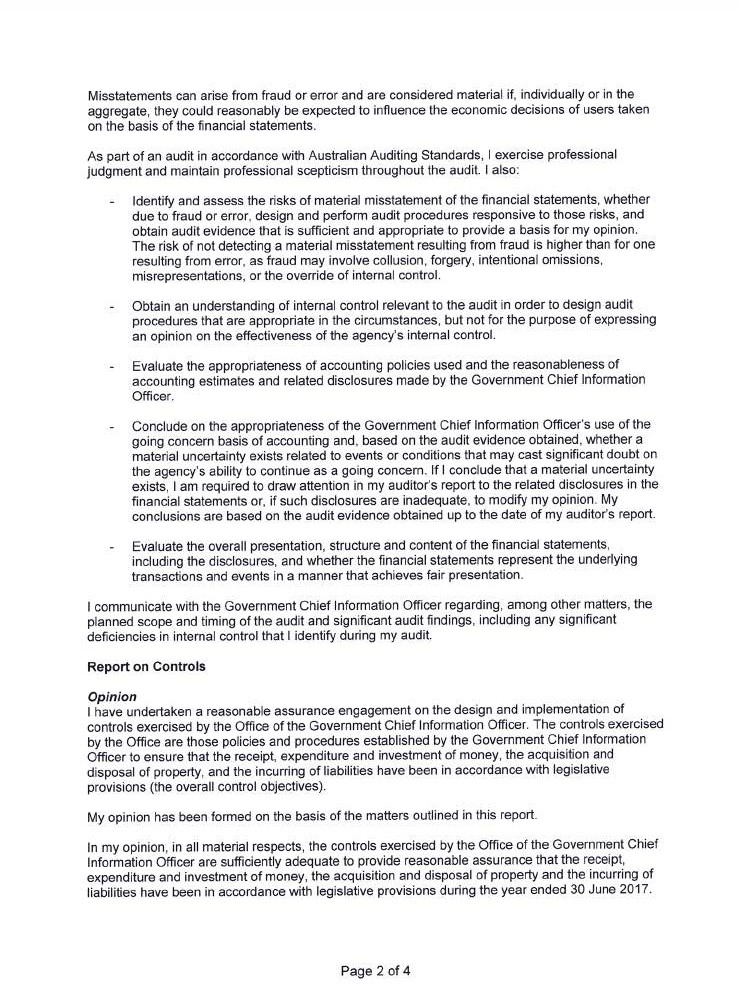 Misstatements can arise from fraud or error and are considered material if, individually or in the
aggregate, they could reasonably be expected to influence the economic decisions of users taken
on the basis of the financial statements.
As part of an audit in accordance with Australian Auditing Standards, I exercise professional
judgment and maintain professional scepticism throughout the audit. I also:
- Identify and assess the risks of material misstatement of the financial statements, whether
due to fraud or error, design and perform audit procedures responsive to those risks, and
obtain audit evidence that is sufficient and appropriate to provide a basis for my opinion.
The risk of not detecting a material misstatement resulting from fraud is higher than for one
resulting from error, as fraud may involve collusion, forgery, intentional omissions,
misrepresentations, or the override of internal control.
- Obtain an understanding of internal control relevant to the audit in order to design audit
procedures that are appropriate in the circumstances, but not for the purpose of expressing
an opinion on the effectiveness of the agency's internal control.
- Evaluate the appropriateness of accounting policies used and the reasonableness of
accounting estimates and related disclosures made by the Government Chief Information
Officer.
- Conclude on the appropriateness of the Government Chief Information Officer's use of the
going concern basis of accounting and, based on the audit evidence obtained, whether a
material uncertainty exists related to events or conditions that may cast significant doubt on
the agency's ability to continue as a going concern. If I conclude that a material uncertainty
exists, I am required to draw attention in my auditor's report to the related disclosures in the
financial statements or, if such disclosures are inadequate, to modify my opinion. My
conclusions are based on the audit evidence obtained up to the date of my auditor's report.
- Evaluate the overall presentation, structure and content of the financial statements,
including the disclosures, and whether the financial statements represent the underlying
transactions and events in a manner that achieves fair presentation.
I communicate with the Government Chief Information Officer regarding, among other matters, the
planned scope and timing of the audit and significant audit findings, including any significant
deficiencies in internal control that I identify during my audit.
Report on Controls
Opinion
I have undertaken a reasonable assurance engagement on the design and implementation of
controls exercised by the Office of the Government Chief Information Officer. The controls exercised
by the Office are those policies and procedures established by the Government Chief Information
Officer to ensure that the receipt, expenditure and investment of money, the acquisition and
disposal of property, and the incurring of liabilities have been in accordance with legislative
provisions (the overall control objectives).
My opinion has been formed on the basis of the matters outlined in this report.
In my opinion, in all material respects, the controls exercised by the Office of the Government Chief
Information Officer are sufficiently adequate to provide reasonable assurance that the receipt,
expenditure and investment of money, the acquisition and disposal of property and the incurring of
liabilities have been in accordance with legislative provisions during the year ended 30 June 2017.
Page 2 of 4